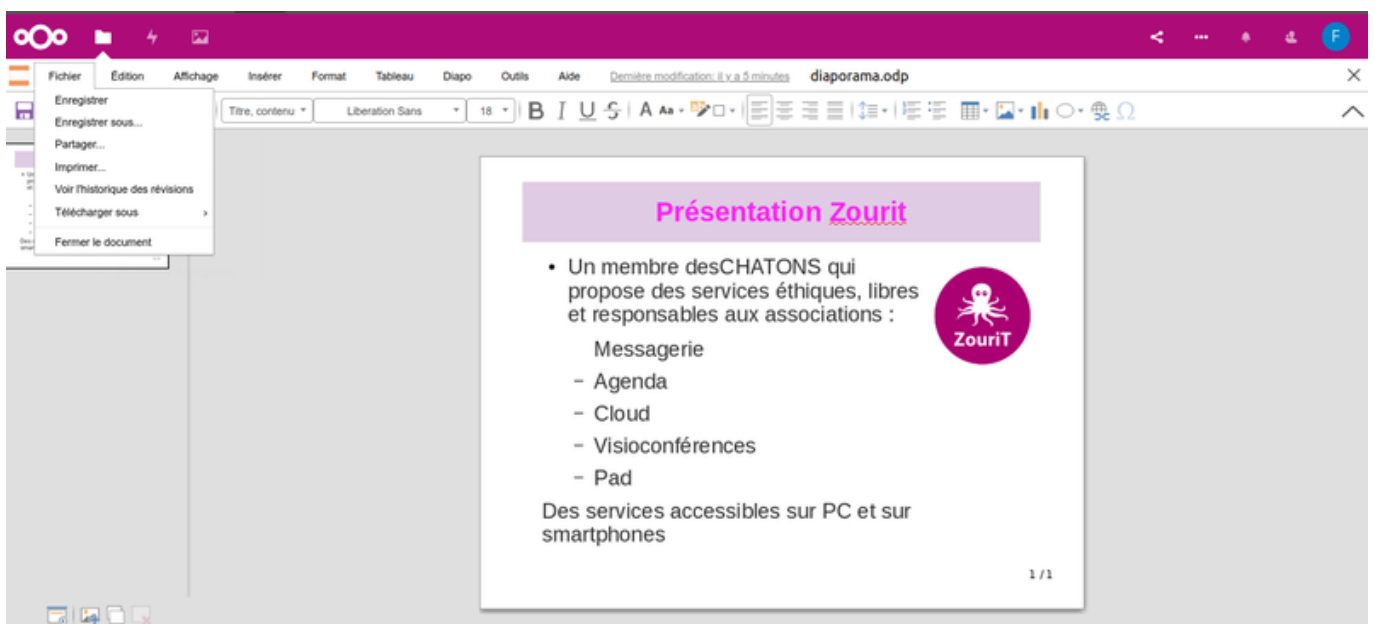 F
Fichier Édition Affichage Insérer Format Tableau Diapo Outils Aide Dernière modification: il y a 5 minutes diaporama.odp
Enregistrer
Enregistrer sous...
Partager...
Imprimer...
Voir l'historique des révisions
Télécharger sous
Fermer le document
Titre, contenu Liberation Sans 18 B I U S A Aa
Présentation Zourit
• Un membre desCHATONS qui
propose des services éthiques, libres
et responsables aux associations :
Messagerie
– Agenda
– Cloud
– Visioconférences
– Pad
Des services accessibles sur PC et sur
smartphones
ZouriT
1 /1